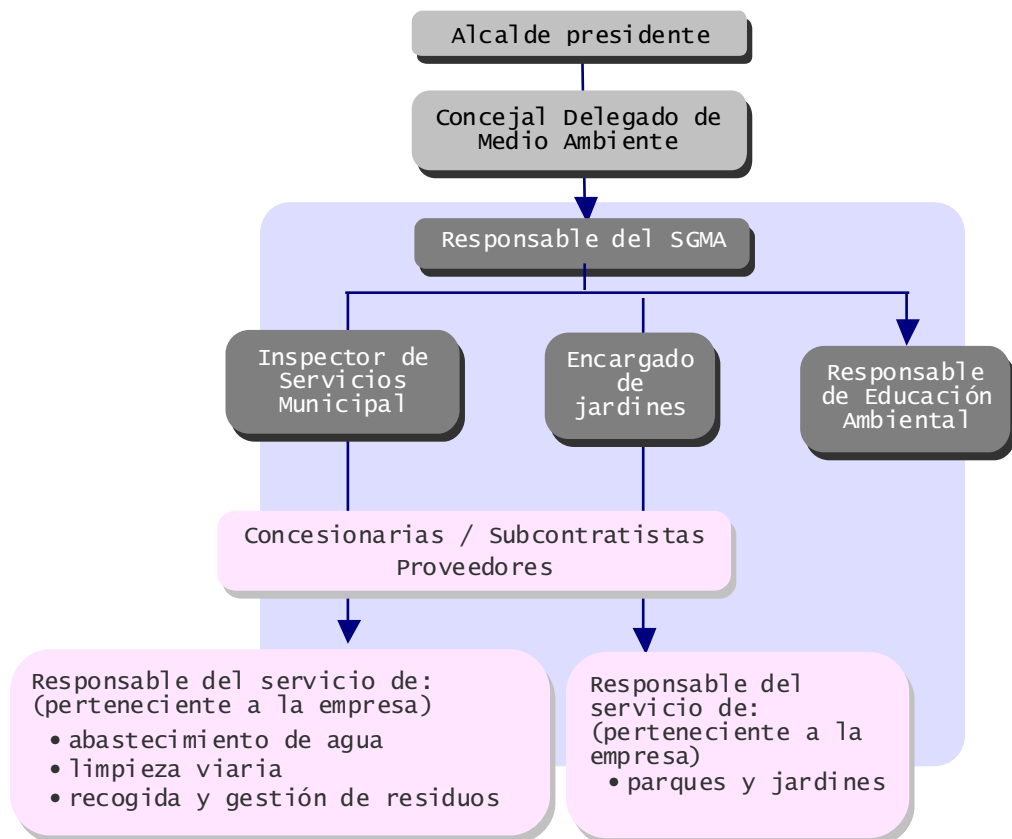 Alcalde presidente
Concejal Delegado de
Medio Ambiente
Responsable del SGMA
Inspector de
Servicios
Municipal
Encargado
de
jardines
Responsable
de Educación
Ambiental
Concesionarias / Subcontratistas
Proveedores
Responsable del servicio de:
(perteneciente a la empresa)
• abastecimiento de agua
• limpieza viaria
• recogida y gestión de residuos
Responsable del
servicio de:
(perteneciente a la
empresa)
• parques y jardines